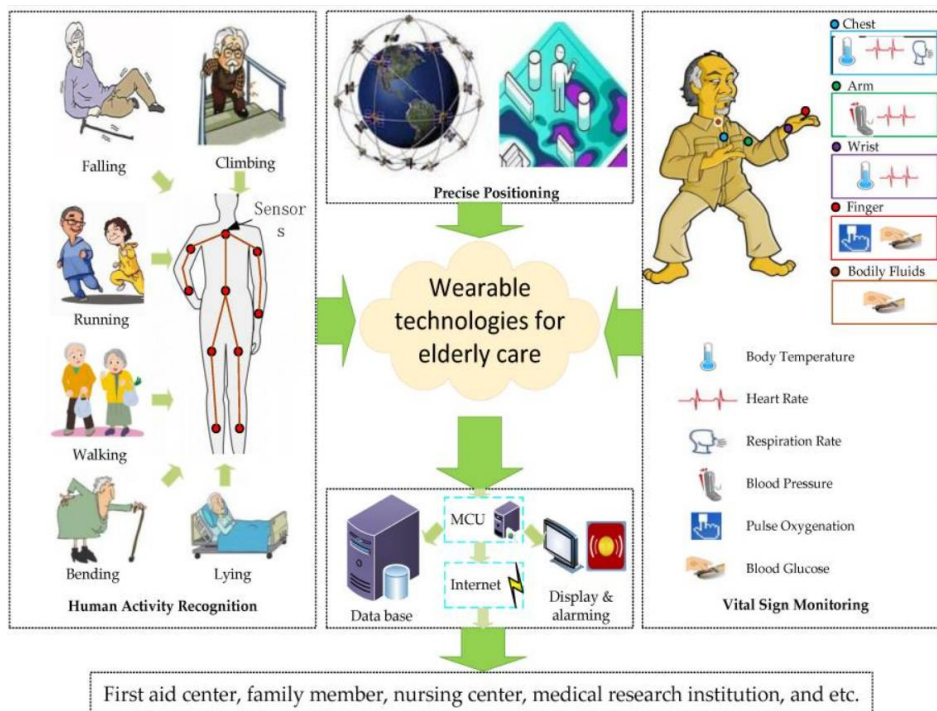 Falling
Climbing
Sensor
s
Running
Walking
Bending
Lying
Human Activity Recognition
Precise Positioning
Wearable
technologies for
elderly care
MCU
Internet
Data base
Display &
alarming
Chest
Arm
Wrist
Finger
Bodily Fluids
Body Temperature
Heart Rate
Respiration Rate
Blood Pressure
Pulse Oxygenation
Blood Glucose
Vital Sign Monitoring
First aid center, family member, nursing center, medical research institution, and etc.